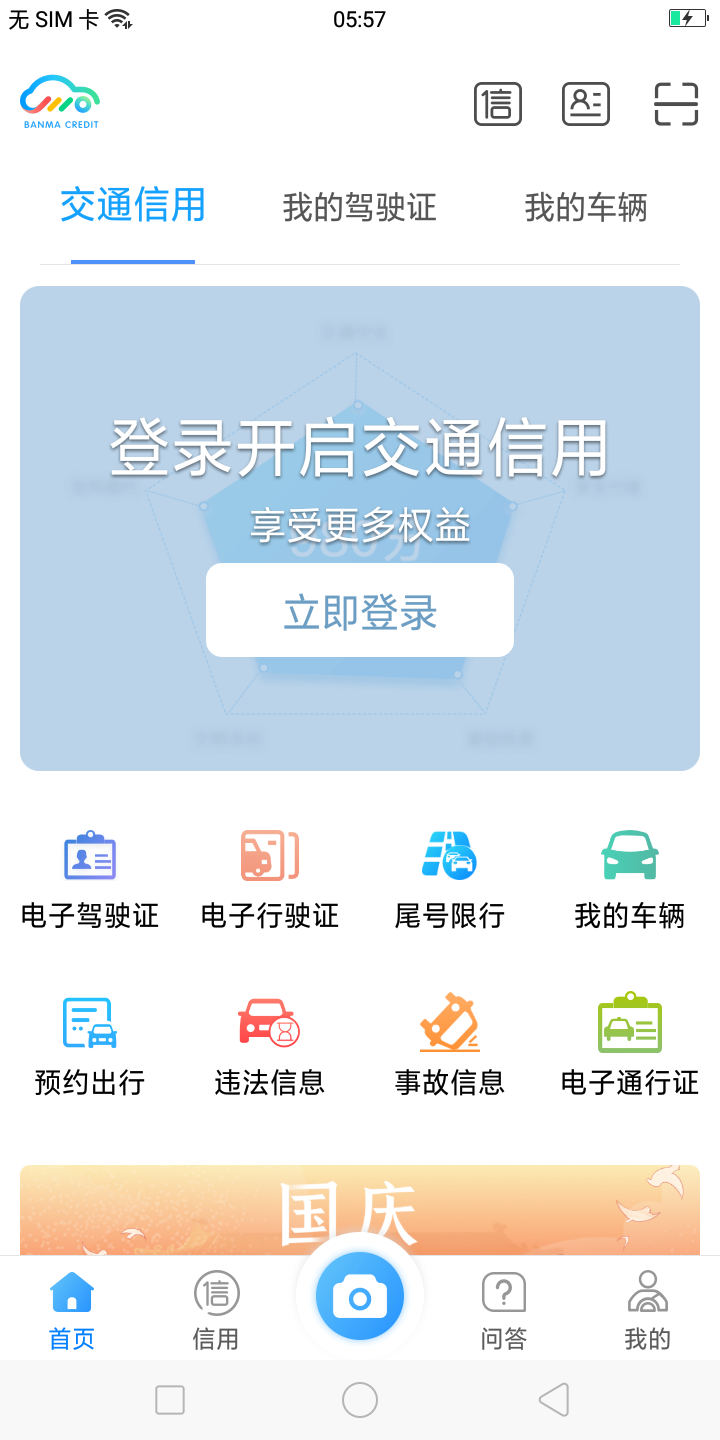 无 SIM 卡
05:57
BANMA CREDIT
信
交通信用 我的驾驶证 我的车辆
登录开启交通信用
享受更多权益
立即登录
电子驾驶证 电子行驶证 尾号限行 我的车辆
预约出行 违法信息 事故信息 电子通行证
国庆
信
?
首页 信用 问答 我的